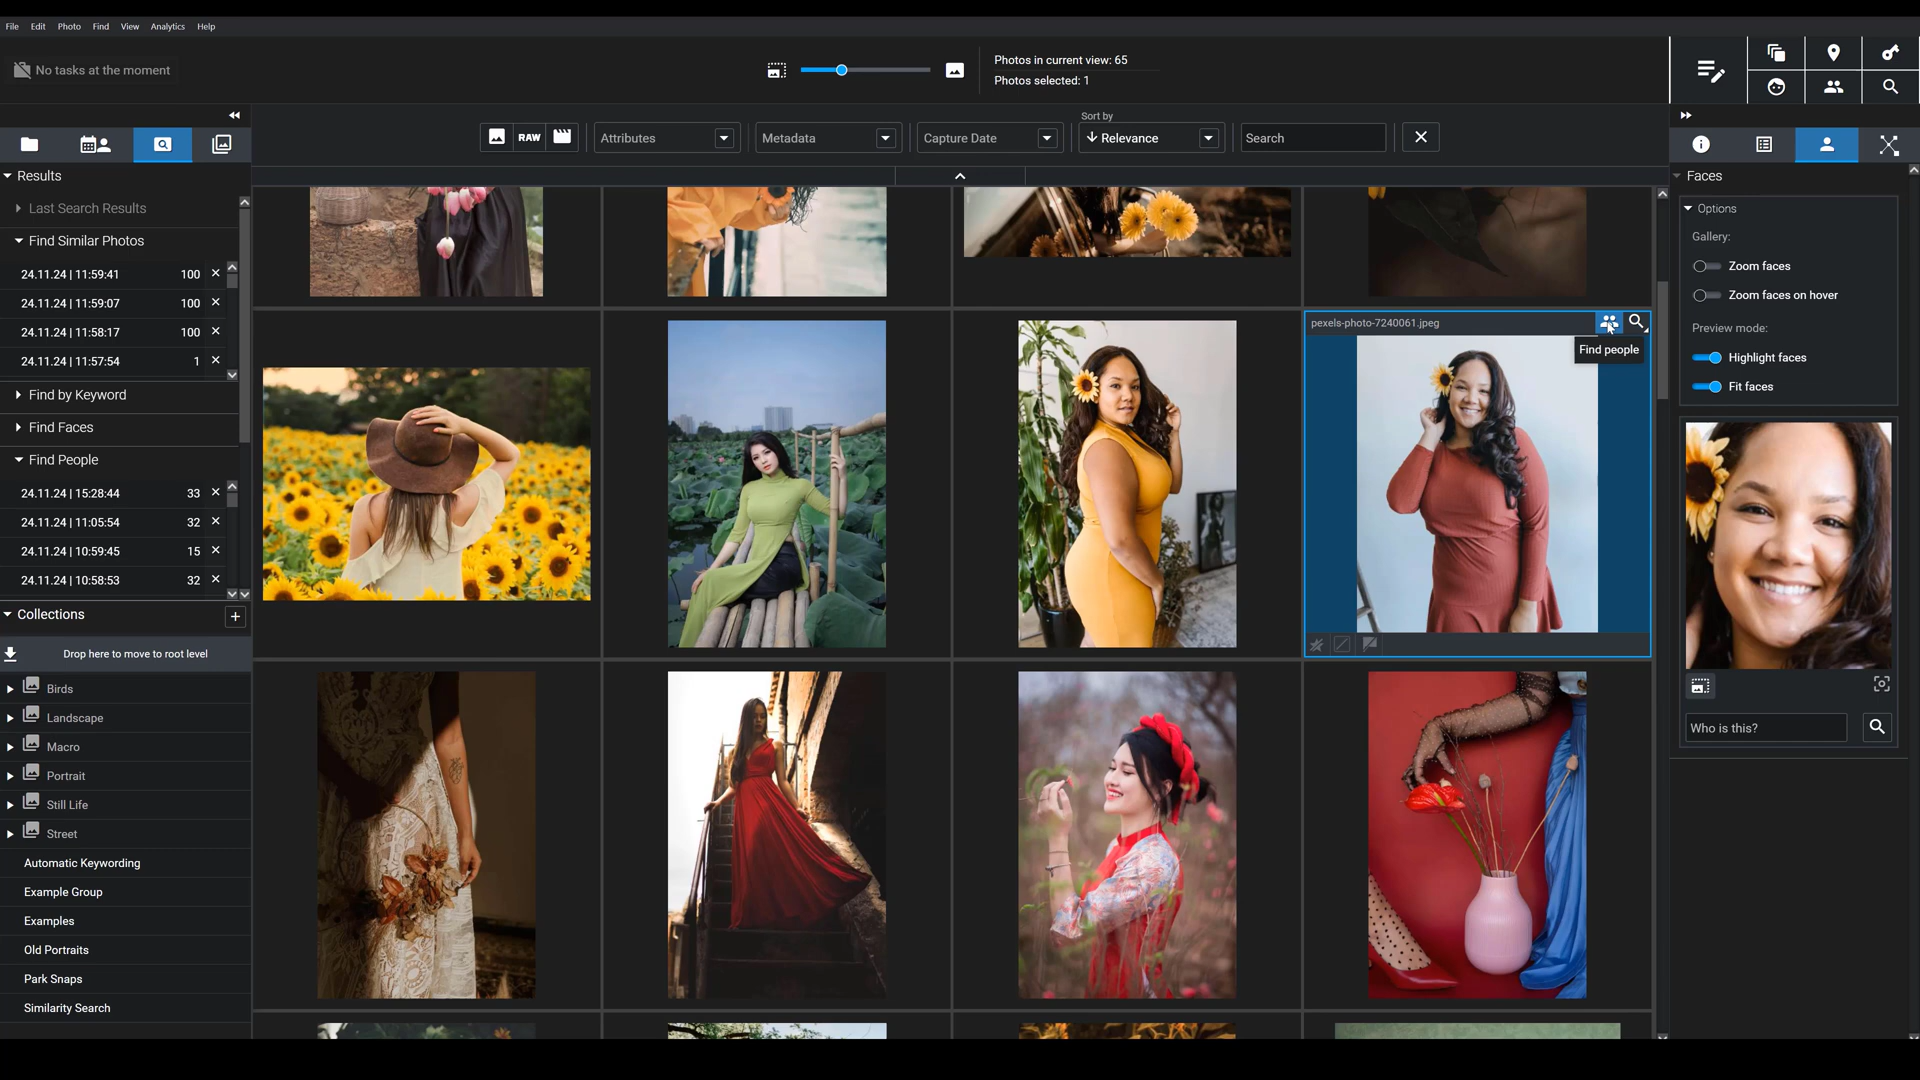 File Edit Photo Find View Analytics Help
No tasks at the moment
Photos in current view: 65
Photos selected: 1
RAW
Attributes
Metadata
Capture Date
Sort by
Relevance
Search
Results
Last Search Results
Find Similar Photos
24.11.24 | 11:59:41 100
24.11.24 | 11:59:07 100
24.11.24 | 11:58:17 100
24.11.24 | 11:57:54 1
Find by Keyword
Find Faces
Find People
24.11.24 | 15:28:44 33
24.11.24 | 11:05:54 32
24.11.24 | 10:59:45 15
24.11.24 | 10:58:53 32
Collections
Drop here to move to root level
Birds
Landscape
Macro
Portrait
Still Life
Street
Automatic Keywording
Example Group
Examples
Old Portraits
Park Snaps
Similarity Search
pexels-photo-7240061.jpeg
Find people
Faces
Options
Gallery:
Zoom faces
Zoom faces on hover
Preview mode:
Highlight faces
Fit faces
Who is this?